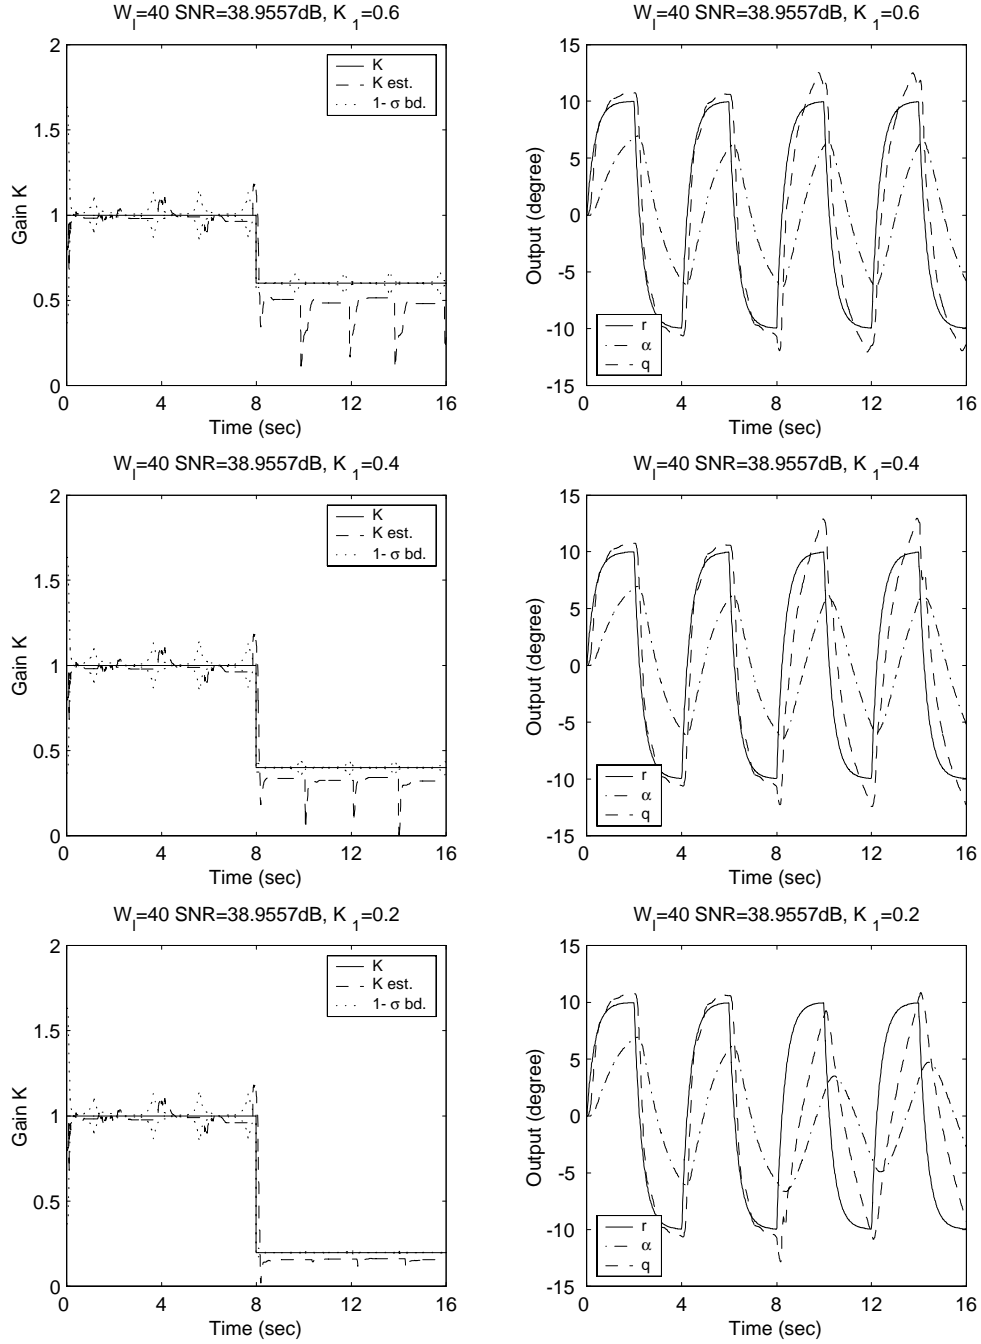 W_l=40 SNR=38.9557dB, K_1=0.6
2
1.5
1
0.5
0
Gain K
K
K est.
1- σ bd.
0 4 8 12 16
Time (sec)
W_l=40 SNR=38.9557dB, K_1=0.6
15
10
5
0
-5
-10
-15
Output (degree)
r
α
q
0 4 8 12 16
Time (sec)
W_l=40 SNR=38.9557dB, K_1=0.4
2
1.5
1
0.5
0
Gain K
K
K est.
1- σ bd.
0 4 8 12 16
Time (sec)
W_l=40 SNR=38.9557dB, K_1=0.4
15
10
5
0
-5
-10
-15
Output (degree)
r
α
q
0 4 8 12 16
Time (sec)
W_l=40 SNR=38.9557dB, K_1=0.2
2
1.5
1
0.5
0
Gain K
K
K est.
1- σ bd.
0 4 8 12 16
Time (sec)
W_l=40 SNR=38.9557dB, K_1=0.2
15
10
5
0
-5
-10
-15
Output (degree)
r
α
q
0 4 8 12 16
Time (sec)